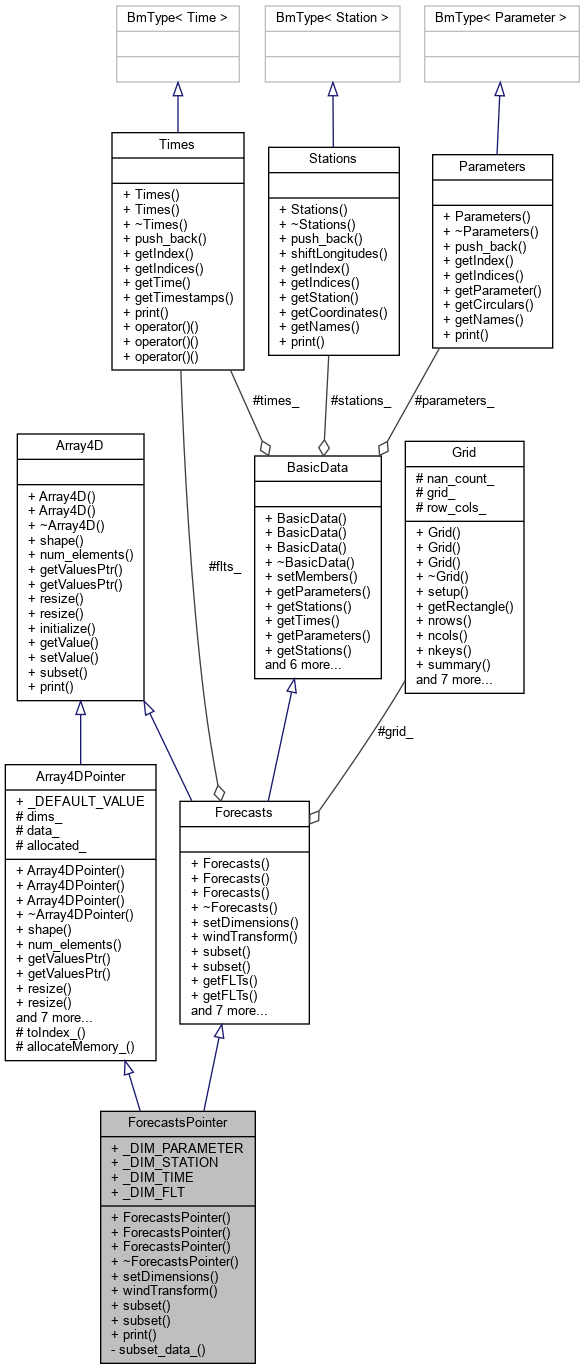 BmType< Time >
BmType< Station >
BmType< Parameter >
Times
+ Times()
+ Times()
+ ~Times()
+ push_back()
+ getIndex()
+ getIndices()
+ getTime()
+ getTimestamps()
+ print()
+ operator()()
+ operator()()
+ operator()()
Stations
+ Stations()
+ ~Stations()
+ push_back()
+ shiftLongitudes()
+ getIndex()
+ getIndices()
+ getStation()
+ getCoordinates()
+ getNames()
+ print()
Parameters
+ Parameters()
+ ~Parameters()
+ push_back()
+ getIndex()
+ getIndices()
+ getParameter()
+ getCirculars()
+ getNames()
+ print()
#times_
#stations_
#parameters_
Array4D
+ Array4D()
+ Array4D()
+ ~Array4D()
+ shape()
+ num_elements()
+ getValuesPtr()
+ getValuesPtr()
+ resize()
+ resize()
+ initialize()
+ getValue()
+ setValue()
+ subset()
+ print()
#flts_
BasicData
+ BasicData()
+ BasicData()
+ BasicData()
+ ~BasicData()
+ setMembers()
+ getParameters()
+ getStations()
+ getTimes()
+ getParameters()
+ getStations()
and 6 more...
Grid
# nan_count_
# grid_
# row_cols_
+ Grid()
+ Grid()
+ Grid()
+ ~Grid()
+ setup()
+ getRectangle()
+ nrows()
+ ncols()
+ nkeys()
+ summary()
and 7 more...
#grid_
Array4DPointer
+ _DEFAULT_VALUE
# dims_
# data_
# allocated_
+ Array4DPointer()
+ Array4DPointer()
+ Array4DPointer()
+ ~Array4DPointer()
+ shape()
+ num_elements()
+ getValuesPtr()
+ getValuesPtr()
+ resize()
+ resize()
and 7 more...
# toIndex_()
# allocateMemory_()
Forecasts
+ Forecasts()
+ Forecasts()
+ Forecasts()
+ ~Forecasts()
+ setDimensions()
+ windTransform()
+ subset()
+ subset()
+ getFLTs()
+ getFLTs()
and 7 more...
ForecastsPointer
+ _DIM_PARAMETER
+ _DIM_STATION
+ _DIM_TIME
+ _DIM_FLT
+ ForecastsPointer()
+ ForecastsPointer()
+ ForecastsPointer()
+ ~ForecastsPointer()
+ setDimensions()
+ windTransform()
+ subset()
+ subset()
+ print()
- subset_data_()